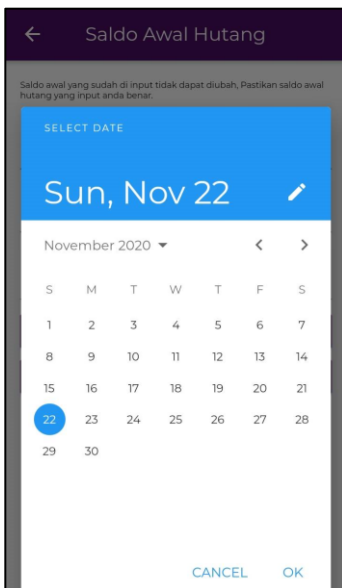 Saldo Awal Hutang
Saldo awal yang sudah di input tidak dapat diubah, Pastikan saldo awal
hutang yang input anda benar.
SELECT DATE
Sun, Nov 22
November 2020
S M T W T F S
1 2 3 4 5 6 7
8 9 10 11 12 13 14
15 16 17 18 19 20 21
22 23 24 25 26 27 28
29 30
CANCEL OK